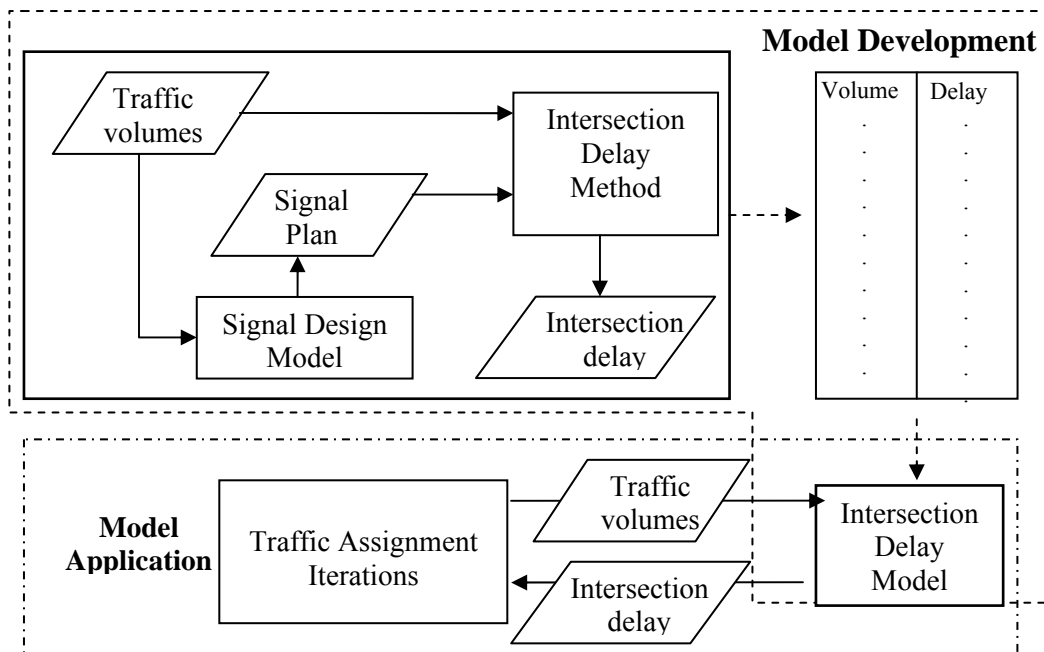 Model Development
Traffic
volumes
Intersection
Delay
Method
Volume
Delay
Signal
Plan
Signal Design
Model
Intersection
delay
Model
Application
Traffic Assignment
Iterations
Traffic
volumes
Intersection
delay
Intersection
Delay
Model